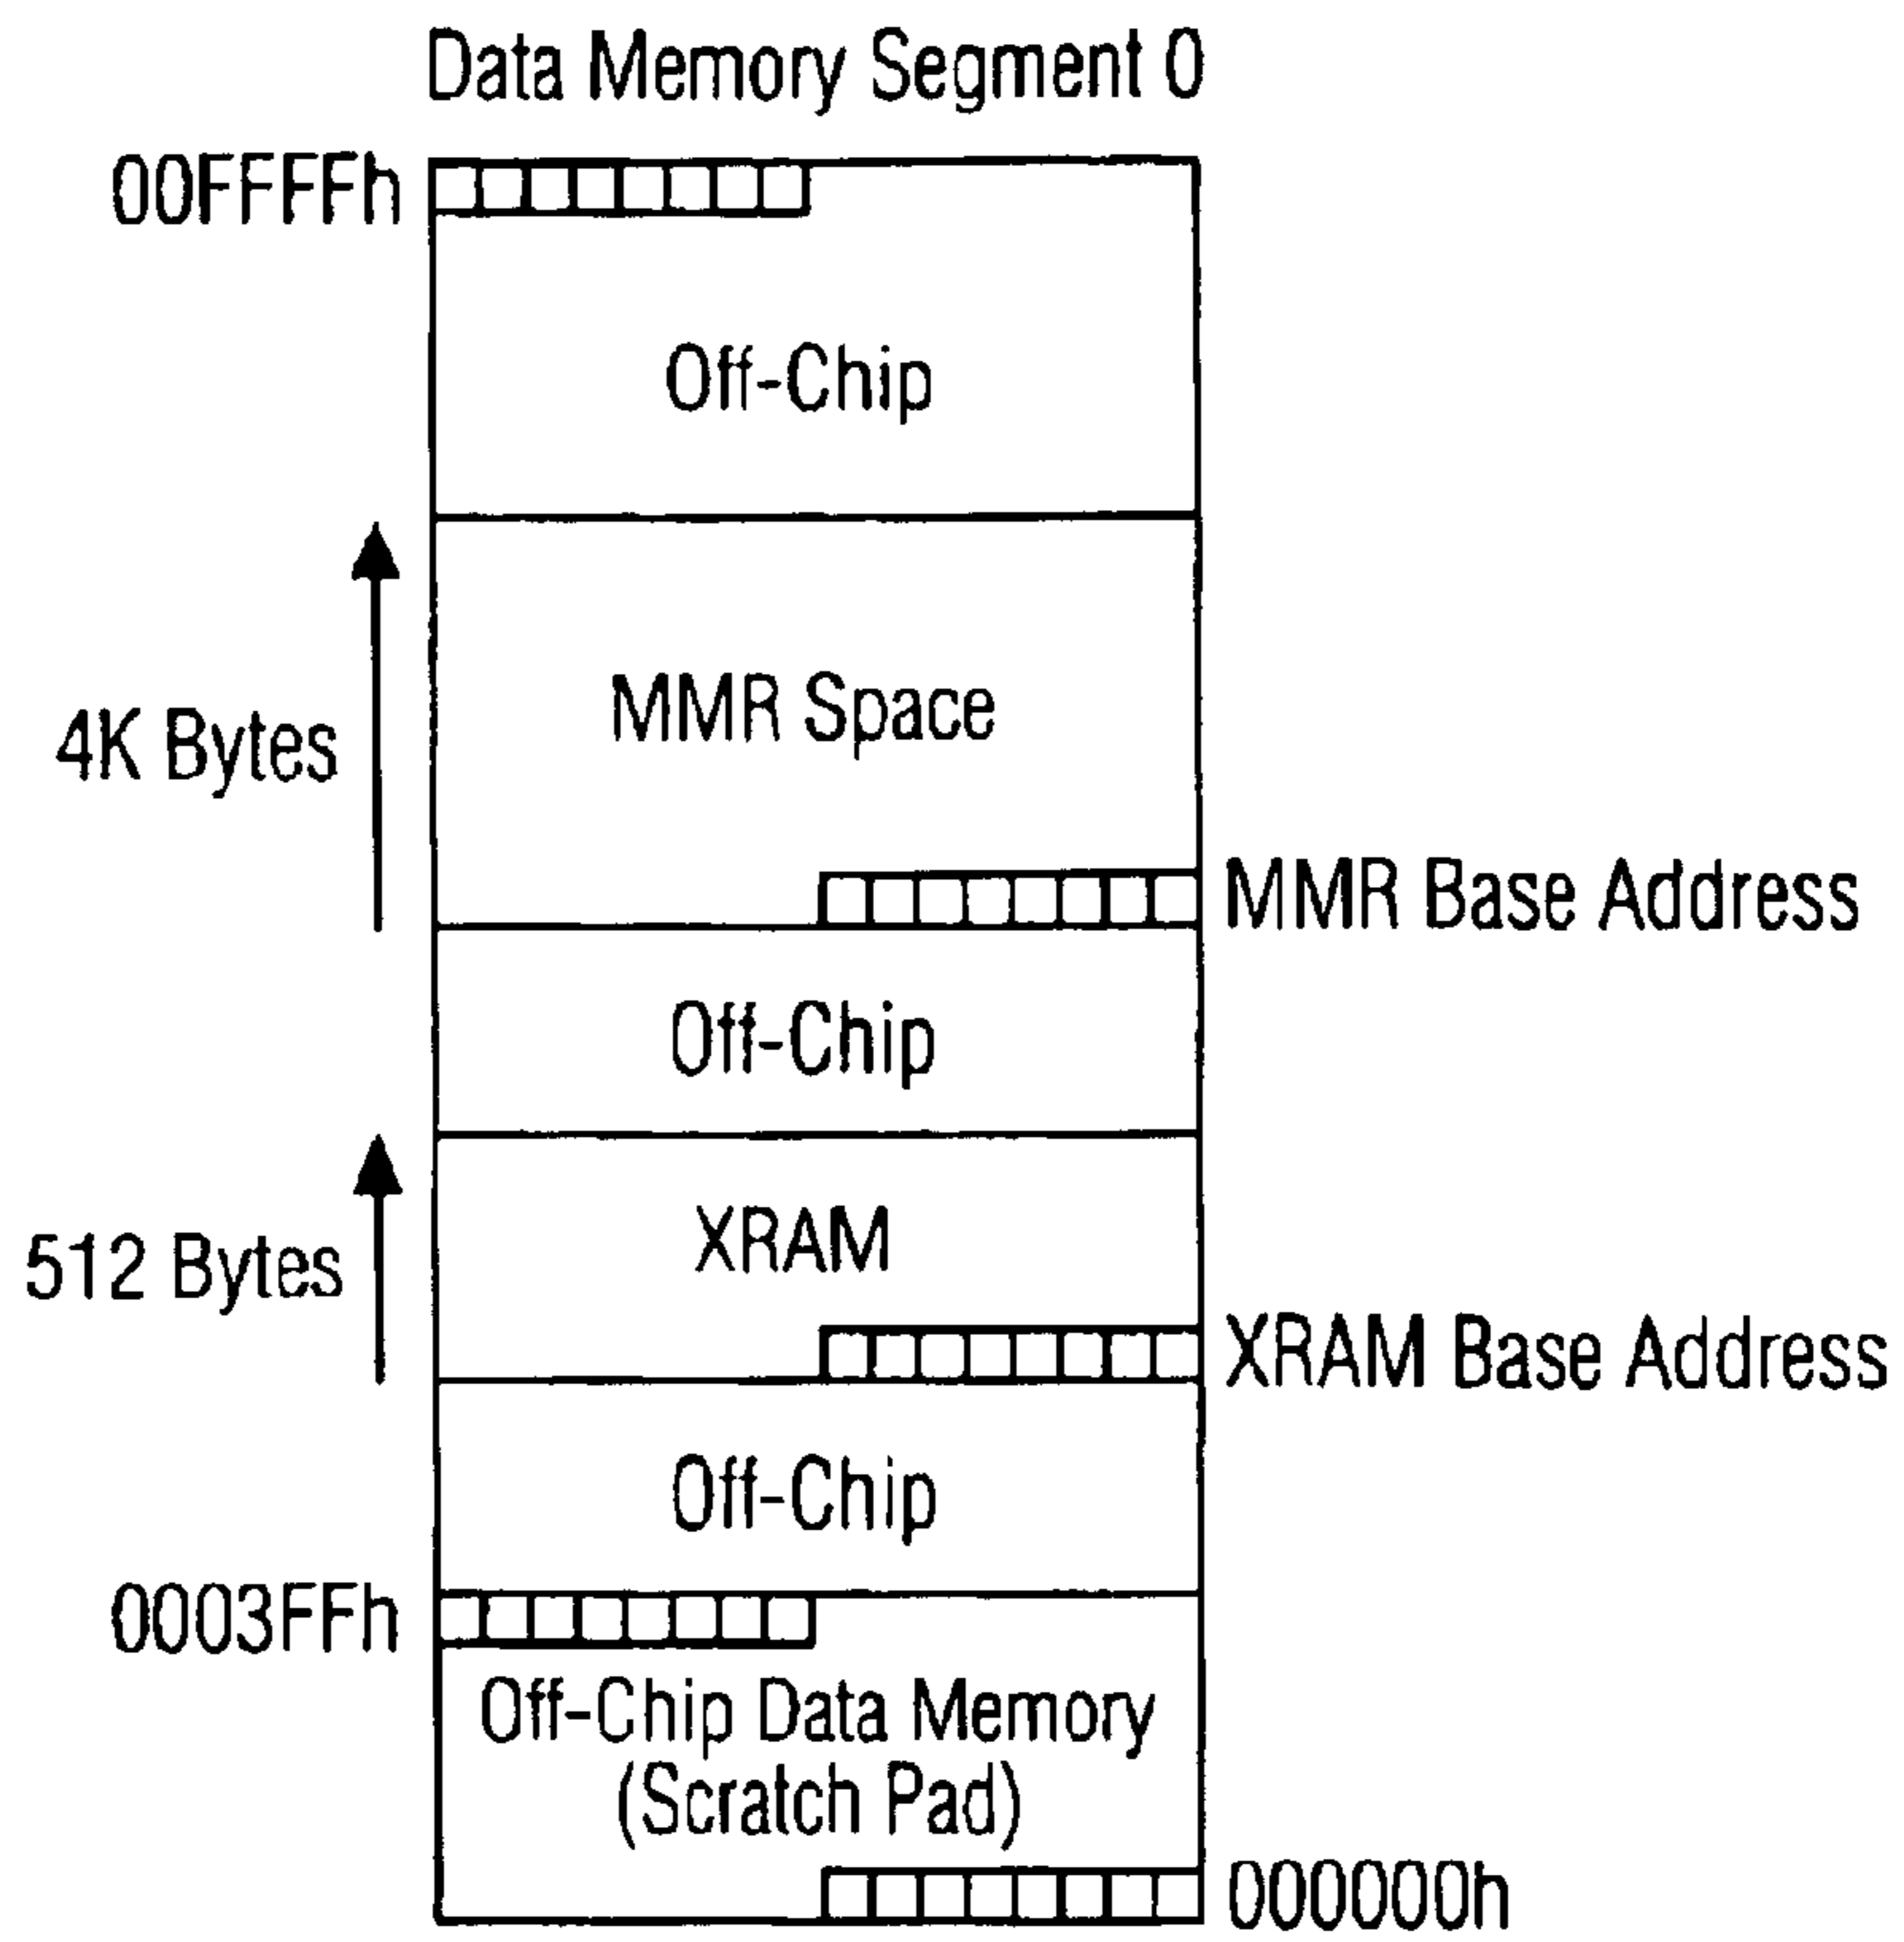 Data Memory Segment 0
00FFFFh
Off-Chip
MMR Space
4K Bytes
MMR Base Address
Off-Chip
XRAM
512 Bytes
XRAM Base Address
Off-Chip
0003FFh
Off-Chip Data Memory
(Scratch Pad)
000000h